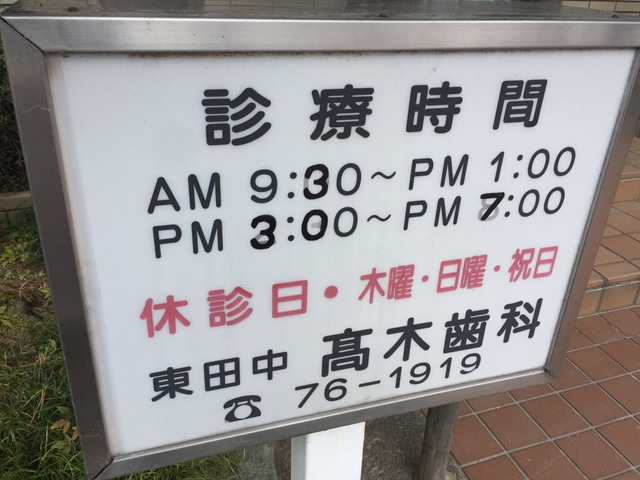 診療時間
AM 9:30～PM 1:00
PM 3:00～PM 7:00
休診日・木曜・日曜・祝日
東田中 髙木歯科
☎ 76-1919